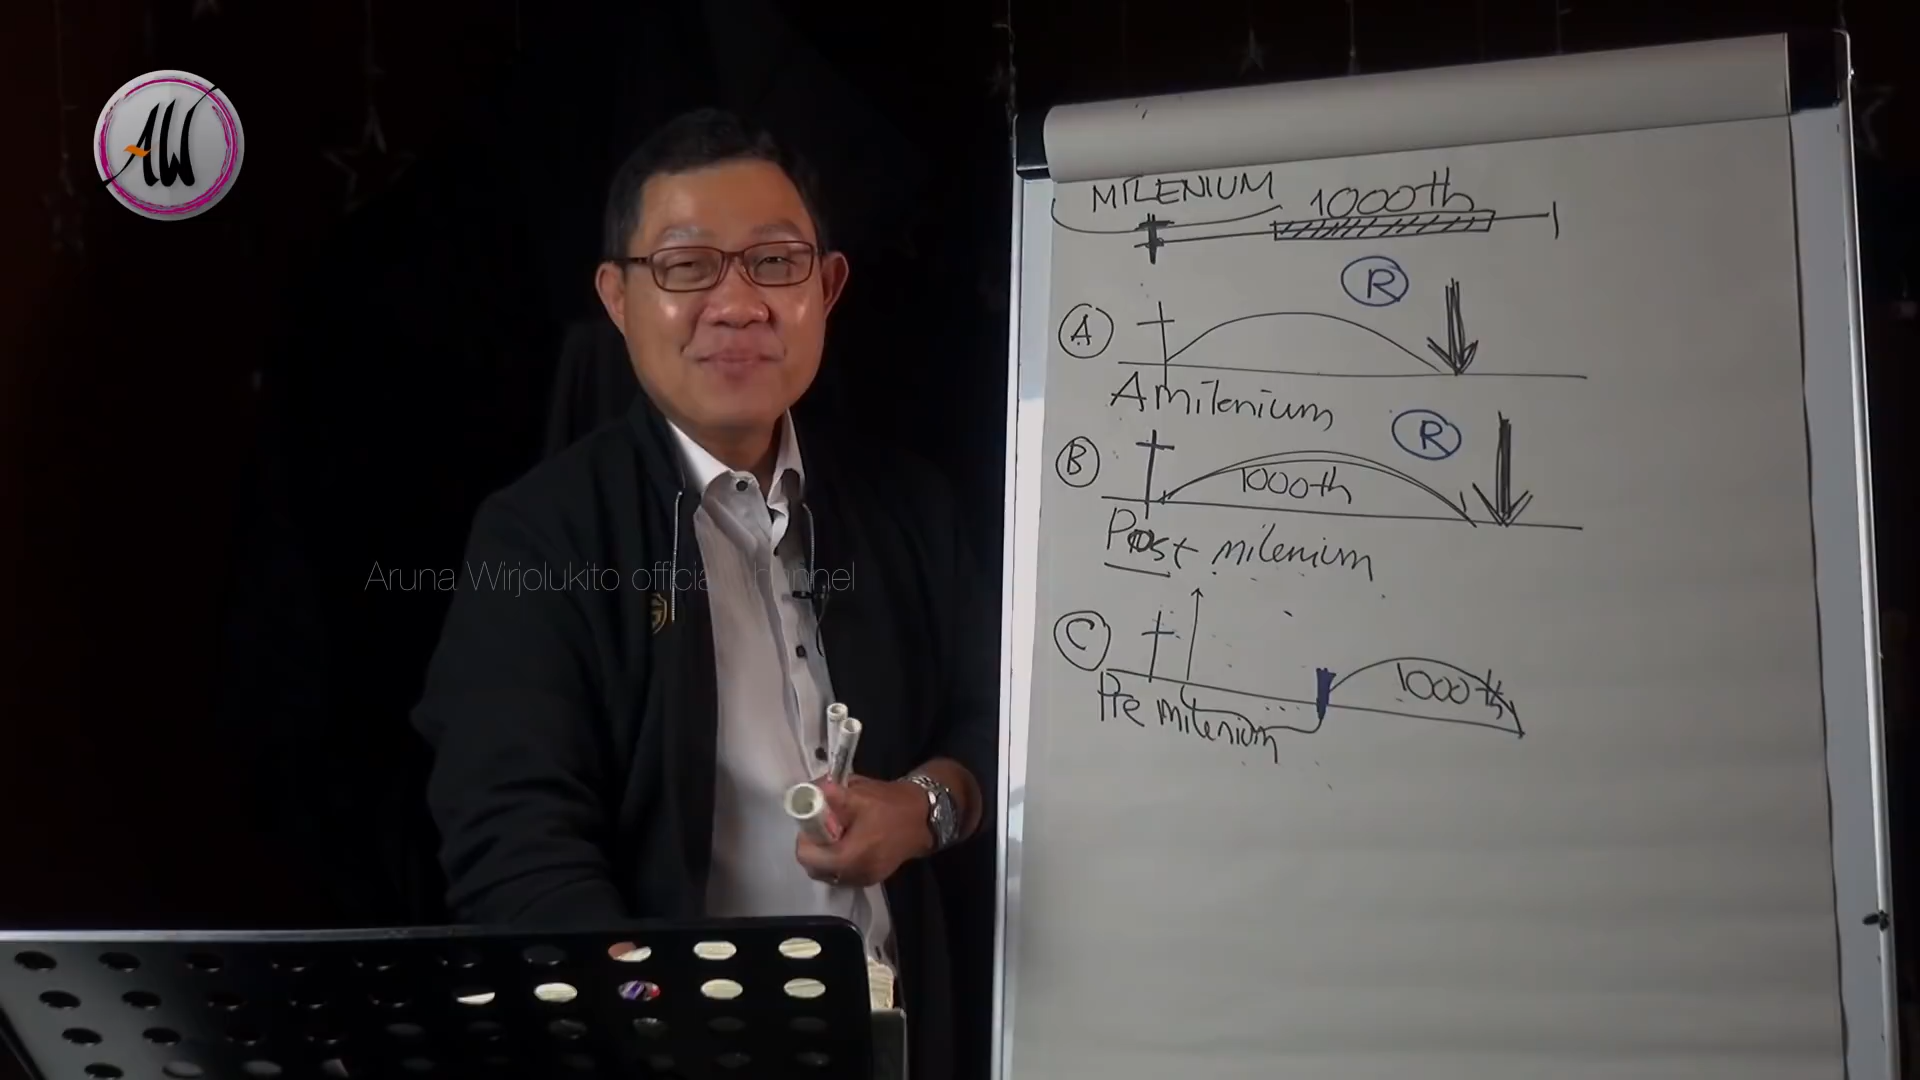 AW
MILENIUM
1000th
R
A
Amilenium
R
B
1000th
Post milenium
Aruna Wirjolukito official channel
C
1000th
Pre milenium